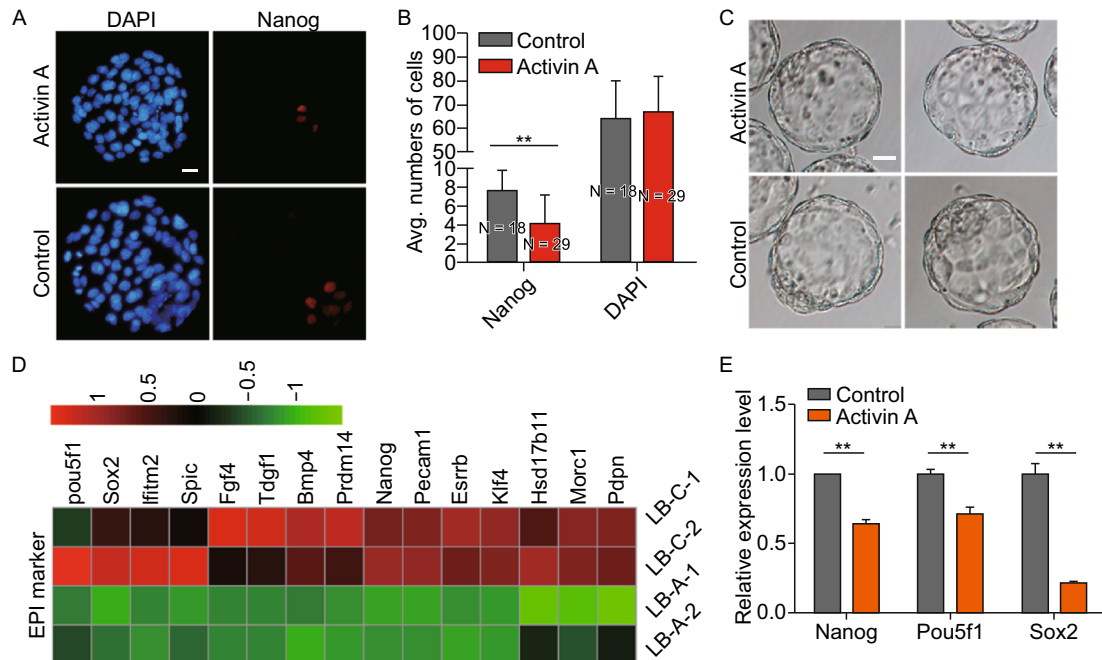 A
DAPI
Nanog
Activin A
Control
B
Avg. numbers of cells
Control
Activin A
100
90
80
70
60
50
10
8
6
4
2
0
**
N = 18
N = 29
N = 18
N = 29
Nanog
DAPI
C
Activin A
Control
D
1
0.5
0
−0.5
−1
pou5f1
Sox2
Ifitm2
Spic
Fgf4
Tdgf1
Bmp4
Prdm14
Nanog
Pecam1
Esrrb
Klf4
Hsd17b11
Morc1
Pdpn
EPI marker
LB-C-1
LB-C-2
LB-A-1
LB-A-2
E
Relative expression level
Control
Activin A
1.5
1.0
0.5
0.0
**
**
**
Nanog
Pou5f1
Sox2